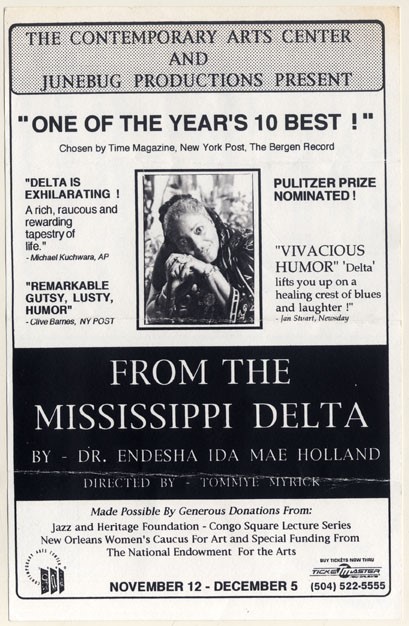 THE CONTEMPORARY ARTS CENTER
AND
JUNEBUG PRODUCTIONS PRESENT
"ONE OF THE YEAR'S 10 BEST !"
Chosen by Time Magazine, New York Post, The Bergen Record
"DELTA IS
EXHILARATING !
A rich, raucous and
rewarding
tapestry of
life."
- Michael Kuchwara, AP
"REMARKABLE
GUTSY, LUSTY,
HUMOR"
- Clive Barnes, NY POST
PULITZER PRIZE
NOMINATED !
"VIVACIOUS
HUMOR" 'Delta'
lifts you up on a
healing crest of blues
and laughter !"
- Jan Stuart, Newsday
FROM THE
MISSISSIPPI DELTA
BY - DR. ENDESHA IDA MAE HOLLAND
DIRECTED BY - TOMMYE MYRICK
Made Possible By Generous Donations From:
Jazz and Heritage Foundation - Congo Square Lecture Series
New Orleans Women's Caucus For Art and Special Funding From
The National Endowment For the Arts
CONTEMPORARY ARTS CENTER
NOVEMBER 12 - DECEMBER 5
BUY TICKETS NOW THRU
TICKETMASTER
(504) 522-5555